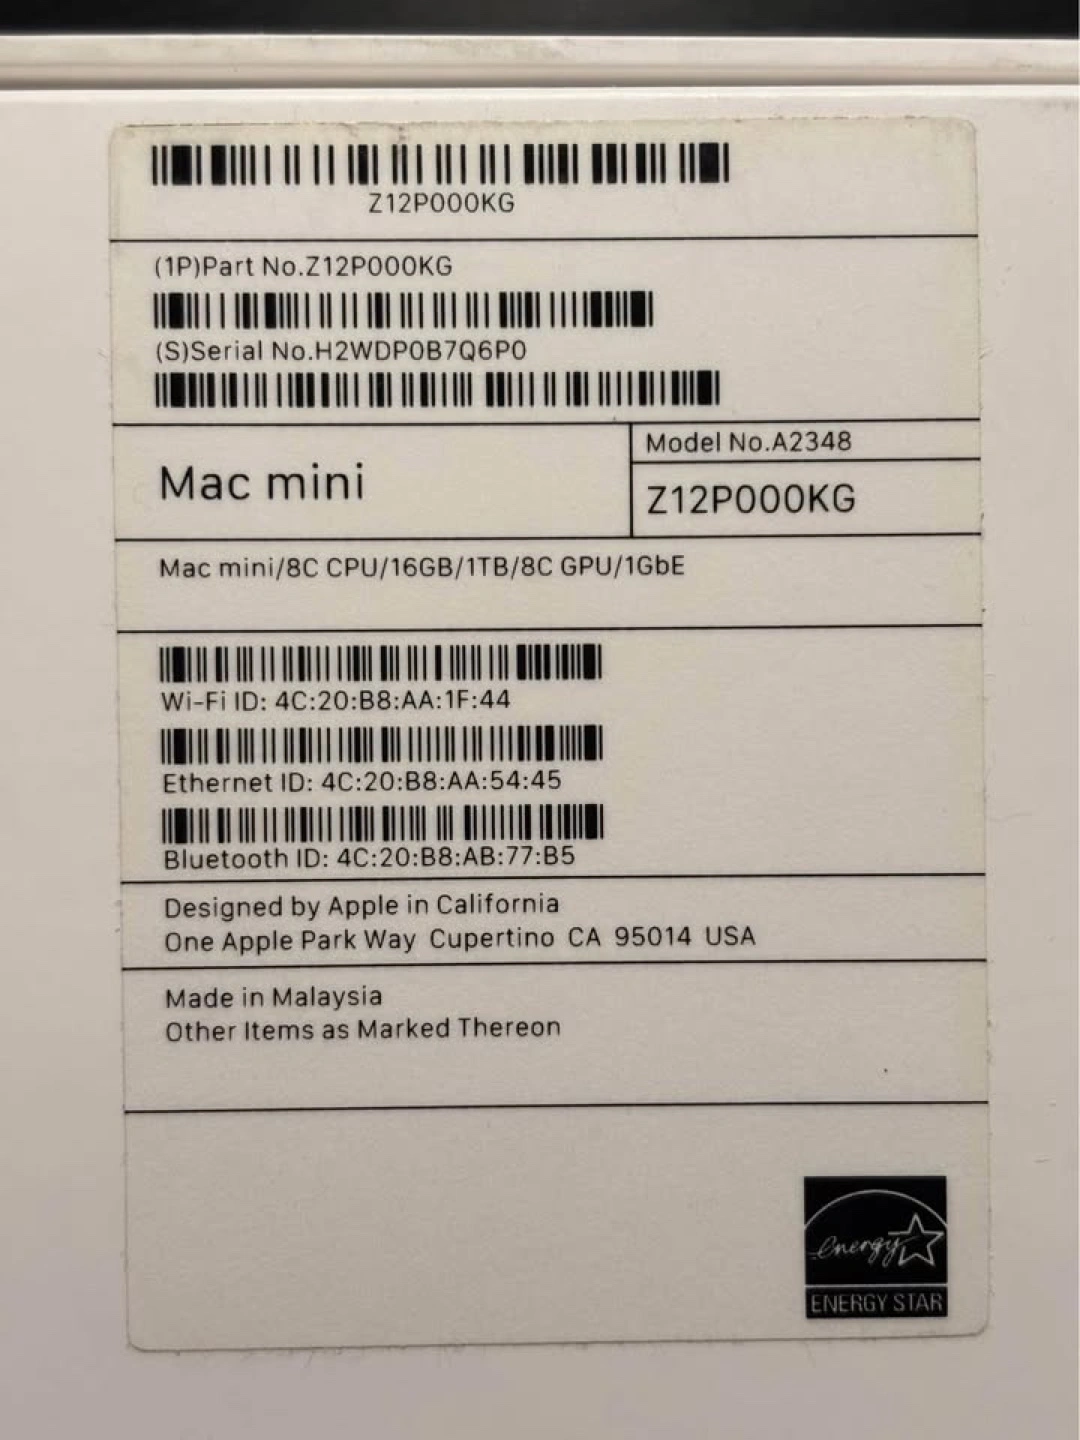 Z12P000KG
(1P)Part No.Z12P000KG
(S)Serial No.H2WDP0B7Q6P0
Mac mini
Model No.A2348
Z12P000KG
Mac mini/8C CPU/16GB/1TB/8C GPU/1GbE
Wi-Fi ID: 4C:20:B8:AA:1F:44
Ethernet ID: 4C:20:B8:AA:54:45
Bluetooth ID: 4C:20:B8:AB:77:B5
Designed by Apple in California
One Apple Park Way Cupertino CA 95014 USA
Made in Malaysia
Other Items as Marked Thereon
energy
ENERGY STAR